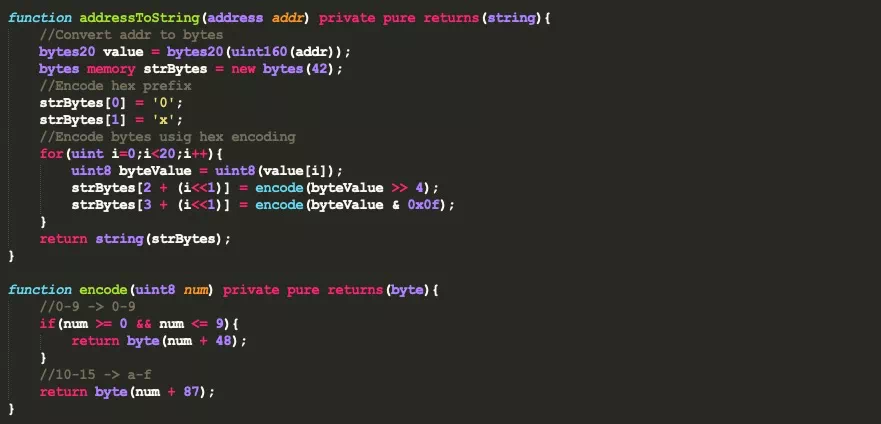 function addressToString(address addr) private pure returns(string){
//Convert addr to bytes
bytes20 value = bytes20(uint160(addr));
bytes memory strBytes = new bytes(42);
//Encode hex prefix
strBytes[0] = '0';
strBytes[1] = 'x';
//Encode bytes usig hex encoding
for(uint i=0;i<20;i++){
uint8 byteValue = uint8(value[i]);
strBytes[2 + (i<<1)] = encode(byteValue >> 4);
strBytes[3 + (i<<1)] = encode(byteValue & 0x0f);
}
return string(strBytes);
}
function encode(uint8 num) private pure returns(byte){
//0-9 -> 0-9
if(num >= 0 && num <= 9){
return byte(num + 48);
}
//10-15 -> a-f
return byte(num + 87);
}